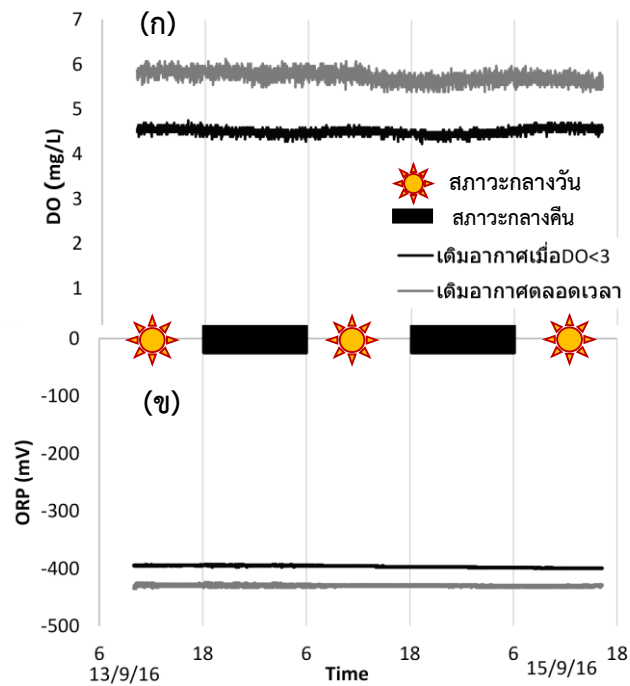 7
(ก)
6
5
4
3
2
1
DO (mg/L)
สภาวะกลางวัน
สภาวะกลางคืน
เติมอากาศเมื่อDO<3
เติมอากาศตลอดเวลา
0
(ข)
-100
-200
-300
-400
-500
ORP (mV)
6 18 6 18 6 18
13/9/16 Time 15/9/16